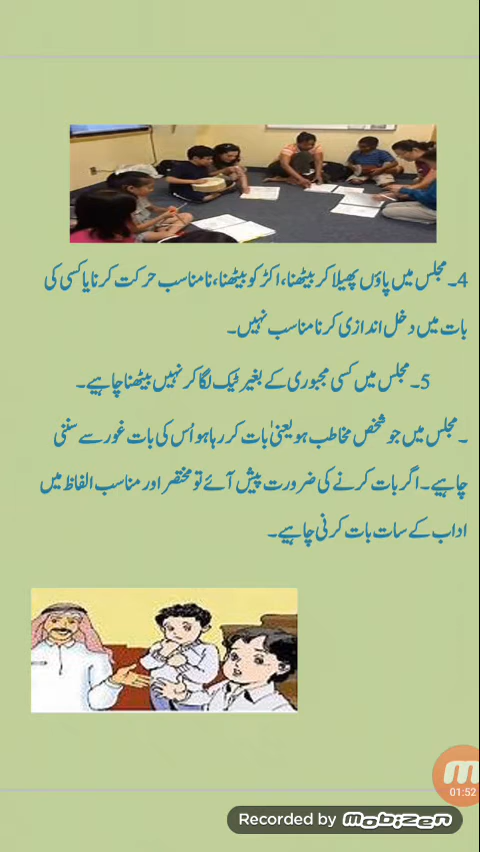 4۔ مجلس میں پاؤں پھیلا کر بیٹھنا، اکڑ کو بیٹھنا، نامناسب حرکت کرنا یا کسی کی
بات میں دخل اندازی کرنا مناسب نہیں۔
5۔ مجلس میں کسی مجبوری کے بغیر ٹیک لگا کر نہیں بیٹھنا چاہیے۔
۔ مجلس میں جو شخص مخاطب ہو یعنیٰ بات کر رہا ہو اُس کی بات غور سے سننی
چاہیے۔ اگر بات کرنے کی ضرورت پیش آئے تو مختصر اور مناسب الفاظ میں
اداب کے سات بات کرنی چاہیے۔
01:52
Recorded by mobizen